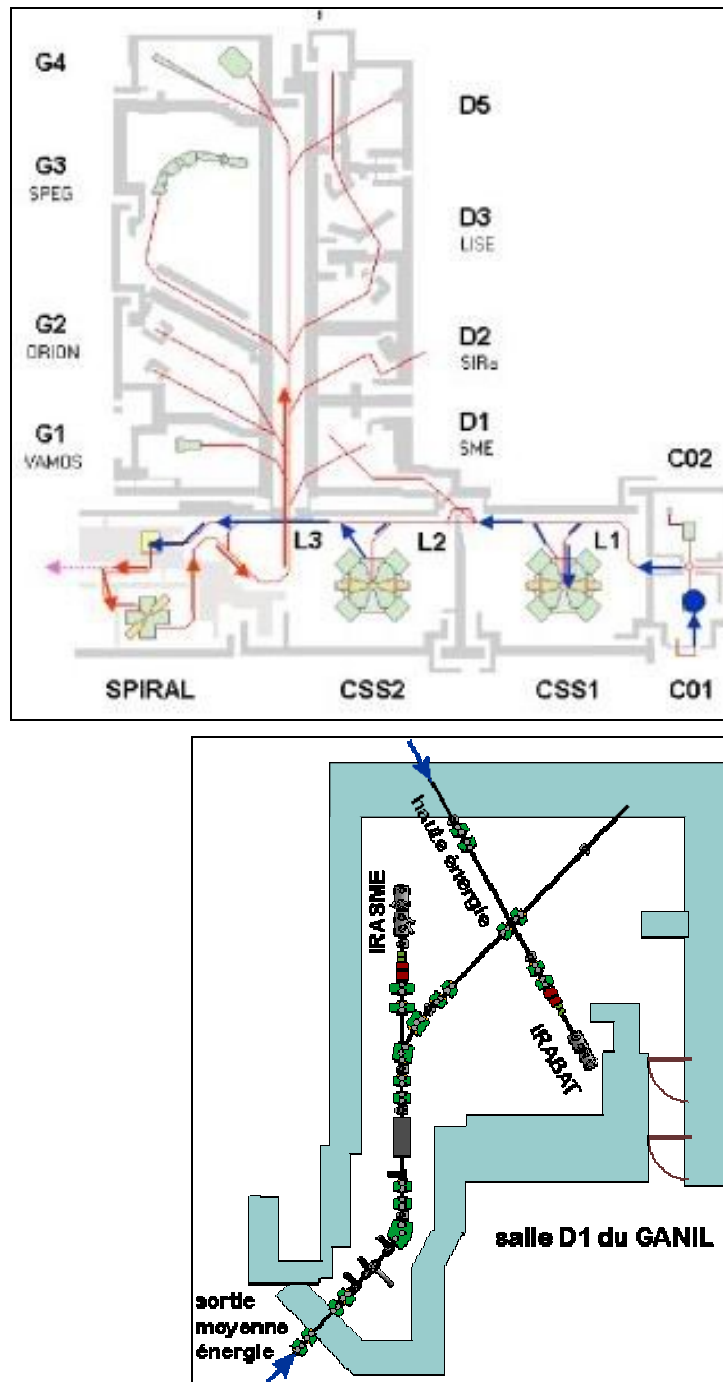 G4
D5
G3
SPEG
D3
LISE
G2
ORION
D2
SIRa
G1
VAMOS
D1
SME
C02
L3
L2
L1
SPIRAL
CSS2
CSS1
C01
haute énergie
IRASME
IRABAT
salle D1 du GANIL
sortie
moyenne
énergie